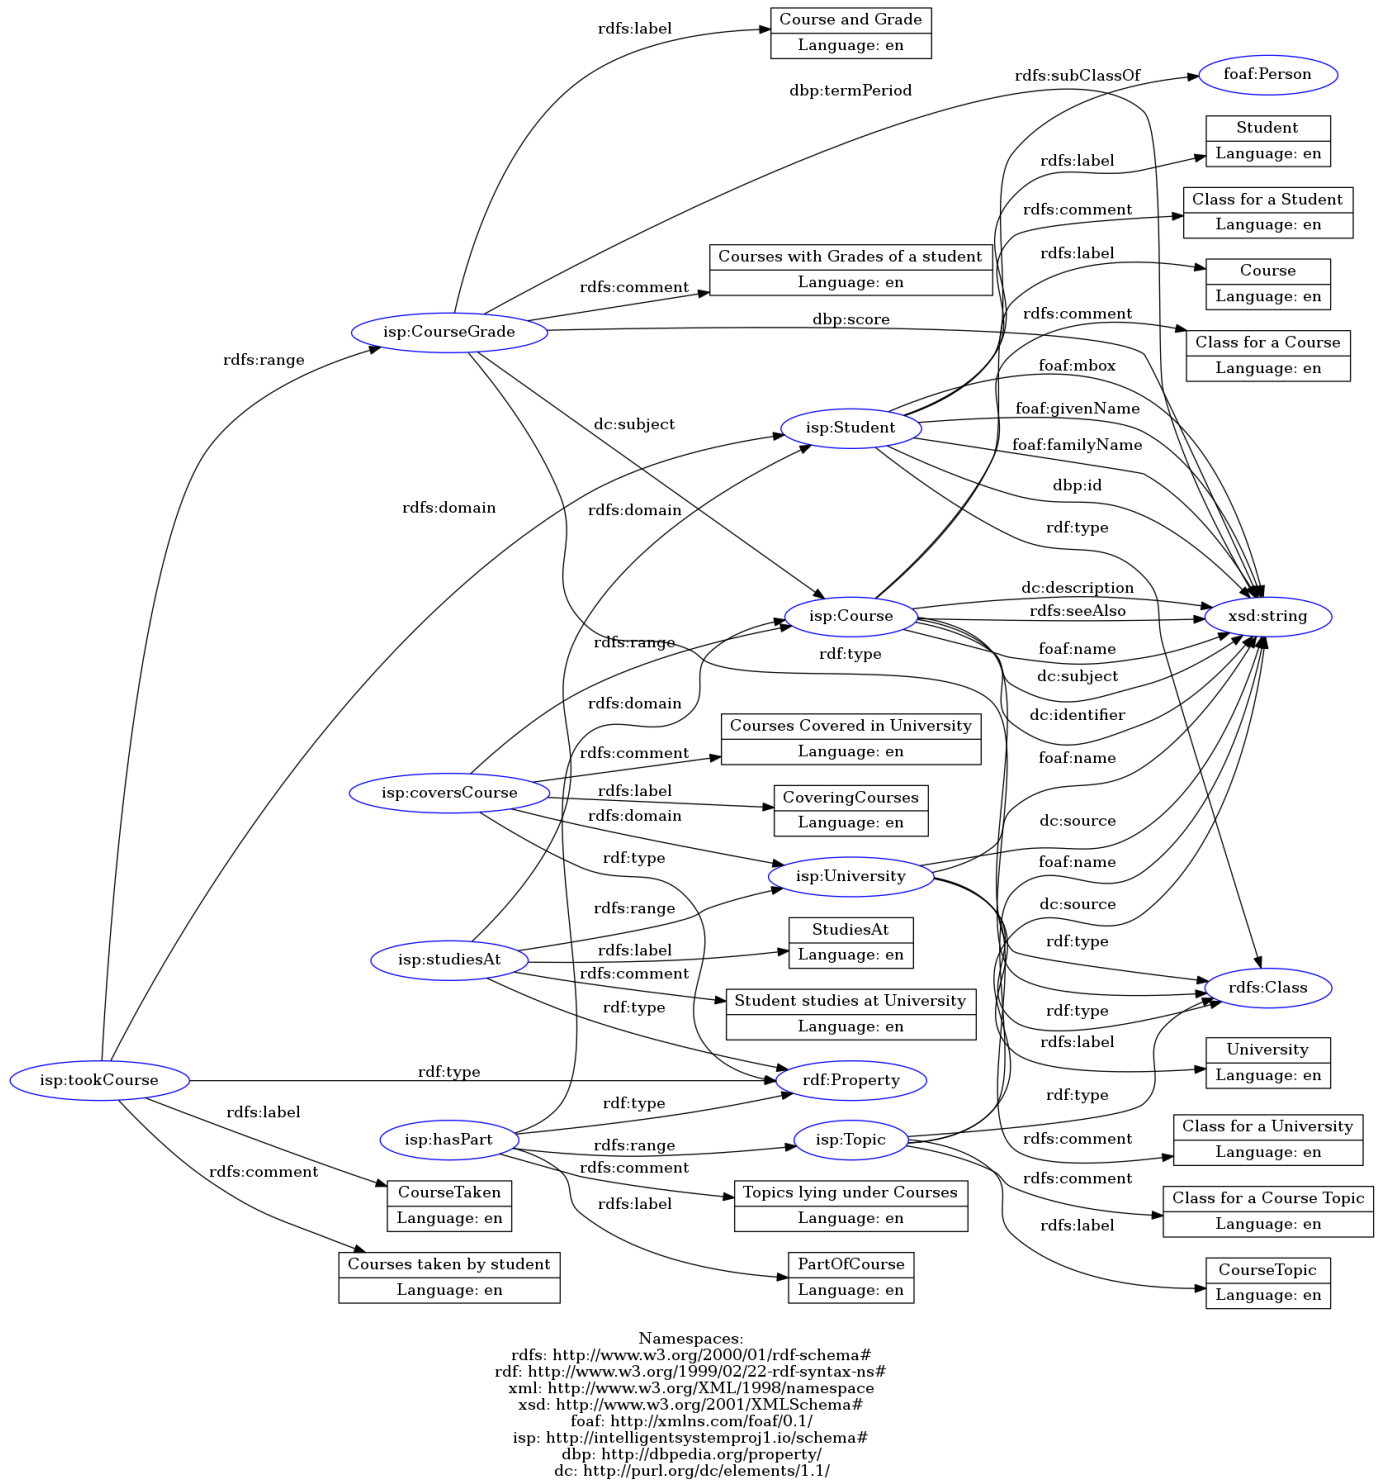 rdfs:label
Course and Grade
Language: en
rdfs:subClassOf
foaf:Person
dbp:termPeriod
Student
Language: en
rdfs:label
Class for a Student
Language: en
rdfs:comment
Courses with Grades of a student
Language: en
rdfs:label
Course
Language: en
rdfs:comment
rdfs:comment
Class for a Course
Language: en
isp:CourseGrade
dbp:score
rdfs:range
foaf:mbox
foaf:givenName
dc:subject
isp:Student
foaf:familyName
dbp:id
rdfs:domain
rdfs:domain
rdf:type
dc:description
rdfs:seeAlso
isp:Course
xsd:string
rdfs:range
rdf:type
foaf:name
dc:subject
rdfs:domain
dc:identifier
Courses Covered in University
Language: en
rdfs:comment
foaf:name
isp:coversCourse
rdfs:label
CoveringCourses
Language: en
rdfs:domain
dc:source
rdf:type
foaf:name
isp:University
rdfs:range
dc:source
StudiesAt
Language: en
rdfs:label
rdf:type
isp:studiesAt
rdfs:comment
Student studies at University
Language: en
rdfs:Class
rdf:type
rdf:type
rdfs:label
University
Language: en
isp:tookCourse
rdf:type
rdf:Property
rdf:type
rdf:type
rdfs:label
isp:hasPart
rdfs:range
isp:Topic
rdfs:comment
Class for a University
Language: en
rdfs:comment
rdfs:comment
rdfs:comment
CourseTaken
Language: en
Topics lying under Courses
Language: en
Class for a Course Topic
Language: en
rdfs:label
rdfs:label
Courses taken by student
Language: en
PartOfCourse
Language: en
CourseTopic
Language: en
Namespaces:
rdfs: http://www.w3.org/2000/01/rdf-schema#
rdf: http://www.w3.org/1999/02/22-rdf-syntax-ns#
xml: http://www.w3.org/XML/1998/namespace
xsd: http://www.w3.org/2001/XMLSchema#
foaf: http://xmlns.com/foaf/0.1/
isp: http://intelligentsystemproj1.io/schema#
dbp: http://dbpedia.org/property/
dc: http://purl.org/dc/elements/1.1/